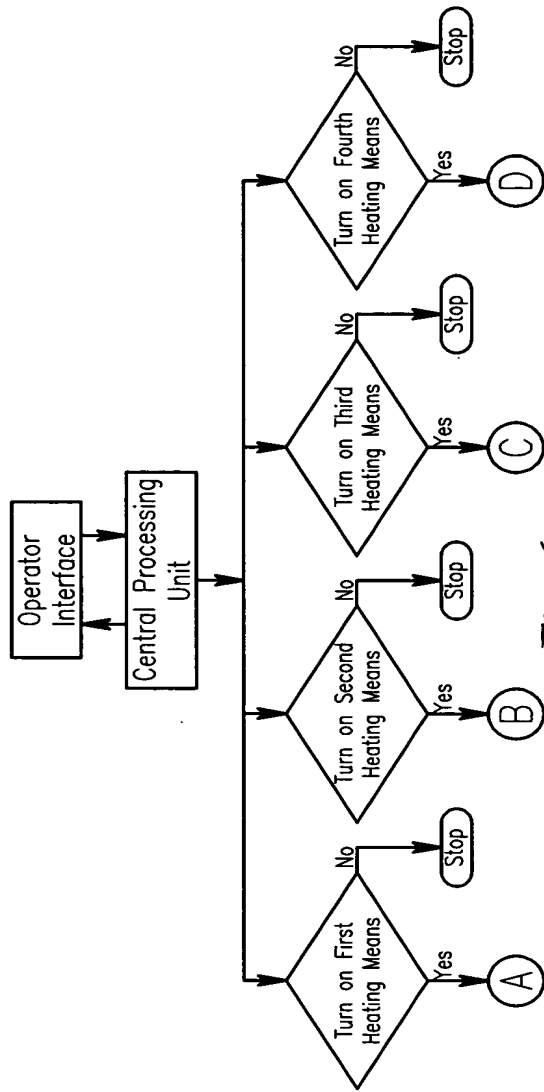 Operator
Interface
Central Processing
Unit
Turn on First
Heating Means
No
Stop
Yes
A
Turn on Second
Heating Means
No
Stop
Yes
B
Turn on Third
Heating Means
No
Stop
Yes
C
Turn on Fourth
Heating Means
No
Stop
Yes
D